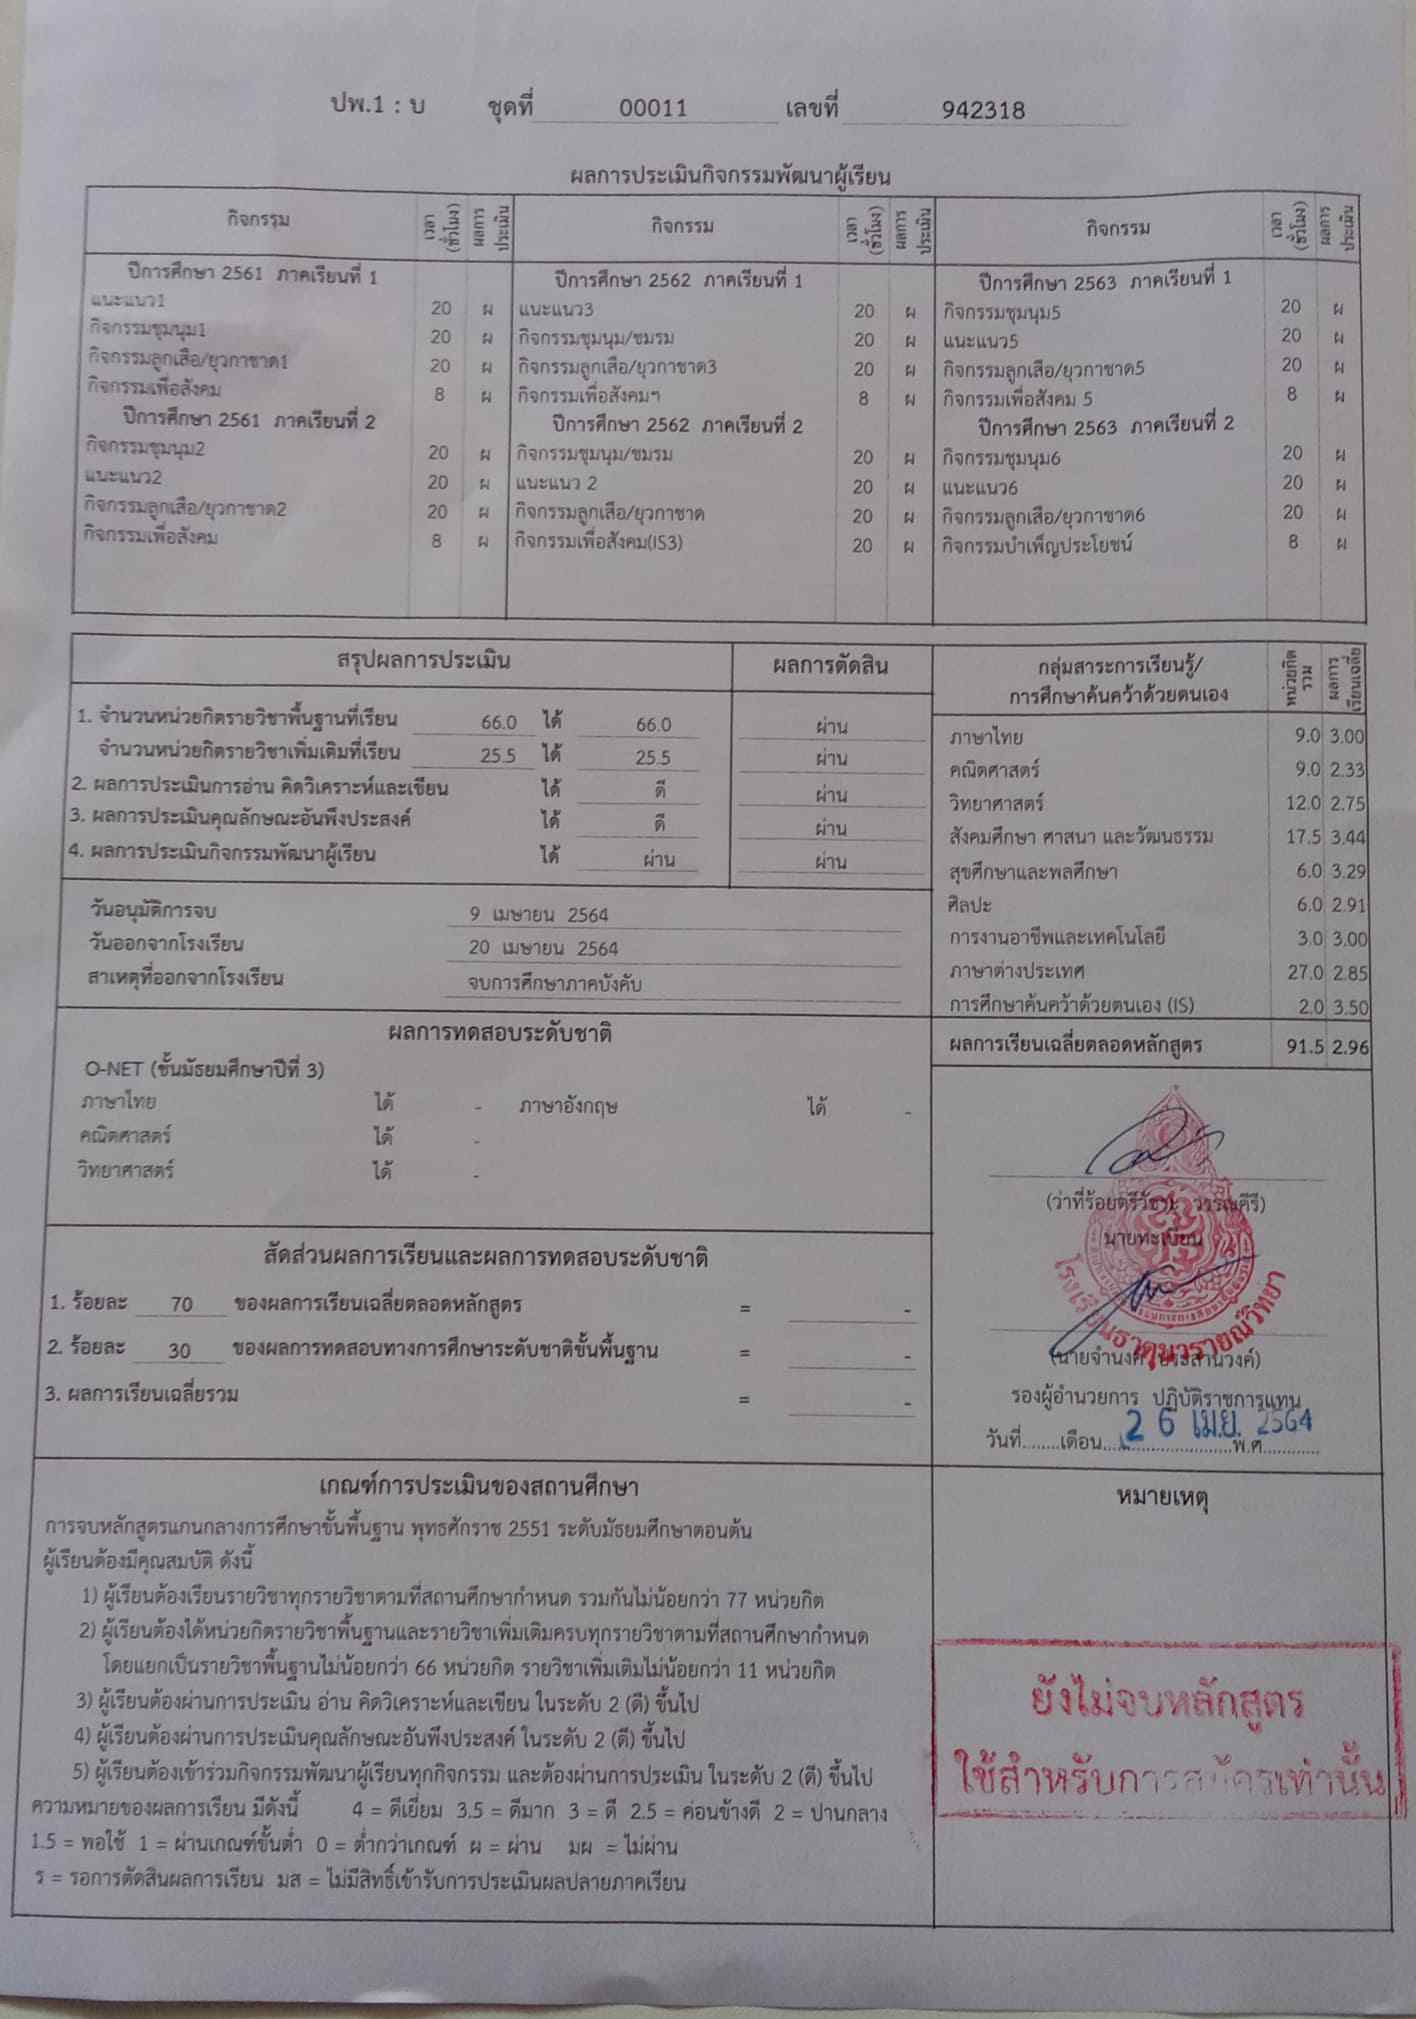 ปพ.1 : บ ชุดที่ 00011 เลขที่ 942318
ผลการประเมินกิจกรรมพัฒนาผู้เรียน
กิจกรรม เวลา (ชั่วโมง) ผลการประเมิน กิจกรรม เวลา (ชั่วโมง) ผลการประเมิน กิจกรรม เวลา (ชั่วโมง) ผลการประเมิน
ปีการศึกษา 2561 ภาคเรียนที่ 1
แนะแนว1 20 ผ
กิจกรรมชุมนุม1 20 ผ
กิจกรรมลูกเสือ/ยุวกาชาด1 20 ผ
กิจกรรมเพื่อสังคม 8 ผ
ปีการศึกษา 2561 ภาคเรียนที่ 2
กิจกรรมชุมนุม2 20 ผ
แนะแนว2 20 ผ
กิจกรรมลูกเสือ/ยุวกาชาด2 20 ผ
กิจกรรมเพื่อสังคม 8 ผ
ปีการศึกษา 2562 ภาคเรียนที่ 1
แนะแนว3 20 ผ
กิจกรรมชุมนุม/ชมรม 20 ผ
กิจกรรมลูกเสือ/ยุวกาชาด3 20 ผ
กิจกรรมเพื่อสังคมฯ 8 ผ
ปีการศึกษา 2562 ภาคเรียนที่ 2
กิจกรรมชุมนุม/ชมรม 20 ผ
แนะแนว 2 20 ผ
กิจกรรมลูกเสือ/ยุวกาชาด 20 ผ
กิจกรรมเพื่อสังคม(IS3) 20 ผ
ปีการศึกษา 2563 ภาคเรียนที่ 1
กิจกรรมชุมนุม5 20 ผ
แนะแนว5 20 ผ
กิจกรรมลูกเสือ/ยุวกาชาด5 20 ผ
กิจกรรมเพื่อสังคม 5 8 ผ
ปีการศึกษา 2563 ภาคเรียนที่ 2
กิจกรรมชุมนุม6 20 ผ
แนะแนว6 20 ผ
กิจกรรมลูกเสือ/ยุวกาชาด6 20 ผ
กิจกรรมบำเพ็ญประโยชน์ 8 ผ
สรุปผลการประเมิน ผลการตัดสิน
1. จำนวนหน่วยกิตรายวิชาพื้นฐานที่เรียน 66.0 ได้ 66.0 ผ่าน
จำนวนหน่วยกิตรายวิชาเพิ่มเติมที่เรียน 25.5 ได้ 25.5 ผ่าน
2. ผลการประเมินการอ่าน คิดวิเคราะห์และเขียน ได้ ดี ผ่าน
3. ผลการประเมินคุณลักษณะอันพึงประสงค์ ได้ ดี ผ่าน
4. ผลการประเมินกิจกรรมพัฒนาผู้เรียน ได้ ผ่าน ผ่าน
วันอนุมัติการจบ 9 เมษายน 2564
วันออกจากโรงเรียน 20 เมษายน 2564
สาเหตุที่ออกจากโรงเรียน จบการศึกษาภาคบังคับ
กลุ่มสาระการเรียนรู้/ การศึกษาค้นคว้าด้วยตนเอง หน่วยกิตรวม ผลการเรียนเฉลี่ย
ภาษาไทย 9.0 3.00
คณิตศาสตร์ 9.0 2.33
วิทยาศาสตร์ 12.0 2.75
สังคมศึกษา ศาสนา และวัฒนธรรม 17.5 3.44
สุขศึกษาและพลศึกษา 6.0 3.29
ศิลปะ 6.0 2.91
การงานอาชีพและเทคโนโลยี 3.0 3.00
ภาษาต่างประเทศ 27.0 2.85
การศึกษาค้นคว้าด้วยตนเอง (IS) 2.0 3.50
ผลการเรียนเฉลี่ยตลอดหลักสูตร 91.5 2.96
ผลการทดสอบระดับชาติ
O-NET (ชั้นมัธยมศึกษาปีที่ 3)
ภาษาไทย ได้ - ภาษาอังกฤษ ได้ -
คณิตศาสตร์ ได้ -
วิทยาศาสตร์ ได้ -
สัดส่วนผลการเรียนและผลการทดสอบระดับชาติ
1. ร้อยละ 70 ของผลการเรียนเฉลี่ยตลอดหลักสูตร = -
2. ร้อยละ 30 ของผลการทดสอบทางการศึกษาระดับชาติขั้นพื้นฐาน = -
3. ผลการเรียนเฉลี่ยรวม = -
(ว่าที่ร้อยตรี วรรณคีรี)
นายทะเบียน
โรงเรียนธาตุนารายณ์วิทยา
(นายจำนงค์
รองผู้อำนวยการ ปฏิบัติราชการแทน
วันที่........เดือน...........................พ.ศ............
26 เม.ย. 2564
เกณฑ์การประเมินของสถานศึกษา
การจบหลักสูตรแกนกลางการศึกษาขั้นพื้นฐาน พุทธศักราช 2551 ระดับมัธยมศึกษาตอนต้น
ผู้เรียนต้องมีคุณสมบัติ ดังนี้
1) ผู้เรียนต้องเรียนรายวิชาทุกรายวิชาตามที่สถานศึกษากำหนด รวมกันไม่น้อยกว่า 77 หน่วยกิต
2) ผู้เรียนต้องได้หน่วยกิตรายวิชาพื้นฐานและรายวิชาเพิ่มเติมครบทุกรายวิชาตามที่สถานศึกษากำหนด
โดยแยกเป็นรายวิชาพื้นฐานไม่น้อยกว่า 66 หน่วยกิต รายวิชาเพิ่มเติมไม่น้อยกว่า 11 หน่วยกิต
3) ผู้เรียนต้องผ่านการประเมิน อ่าน คิดวิเคราะห์และเขียน ในระดับ 2 (ดี) ขึ้นไป
4) ผู้เรียนต้องผ่านการประเมินคุณลักษณะอันพึงประสงค์ ในระดับ 2 (ดี) ขึ้นไป
5) ผู้เรียนต้องเข้าร่วมกิจกรรมพัฒนาผู้เรียนทุกกิจกรรม และต้องผ่านการประเมิน ในระดับ 2 (ดี) ขึ้นไป
ความหมายของผลการเรียน มีดังนี้ 4 = ดีเยี่ยม 3.5 = ดีมาก 3 = ดี 2.5 = ค่อนข้างดี 2 = ปานกลาง
1.5 = พอใช้ 1 = ผ่านเกณฑ์ขั้นต่ำ 0 = ต่ำกว่าเกณฑ์ ผ = ผ่าน มผ = ไม่ผ่าน
ร = รอการตัดสินผลการเรียน มส = ไม่มีสิทธิ์เข้ารับการประเมินผลปลายภาคเรียน
หมายเหตุ
ยังไม่จบหลักสูตร
ใช้สำหรับการสมัครเท่านั้น